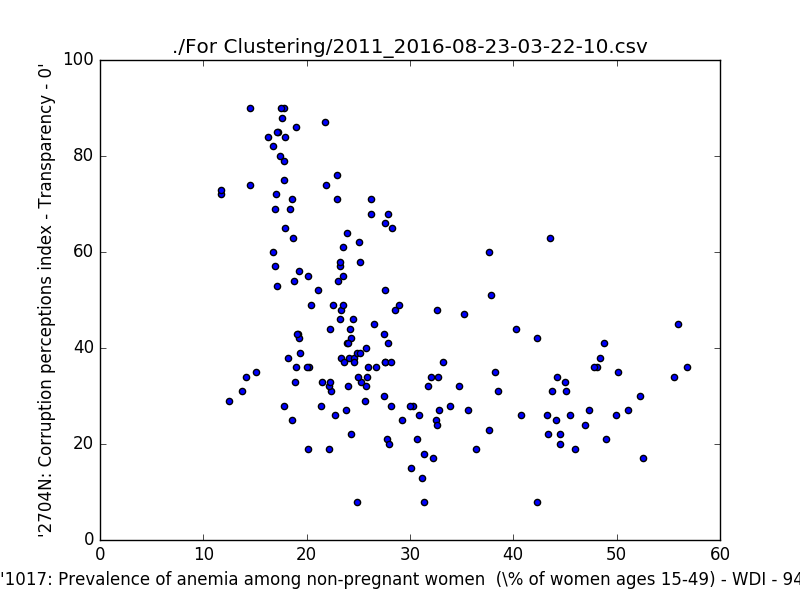 ./For Clustering/2011_2016-08-23-03-22-10.csv
'2704N: Corruption perceptions index - Transparency - 0'
100
80
60
40
20
0
0 10 20 30 40 50 60
'1017: Prevalence of anemia among non-pregnant women (\% of women ages 15-49) - WDI - 94